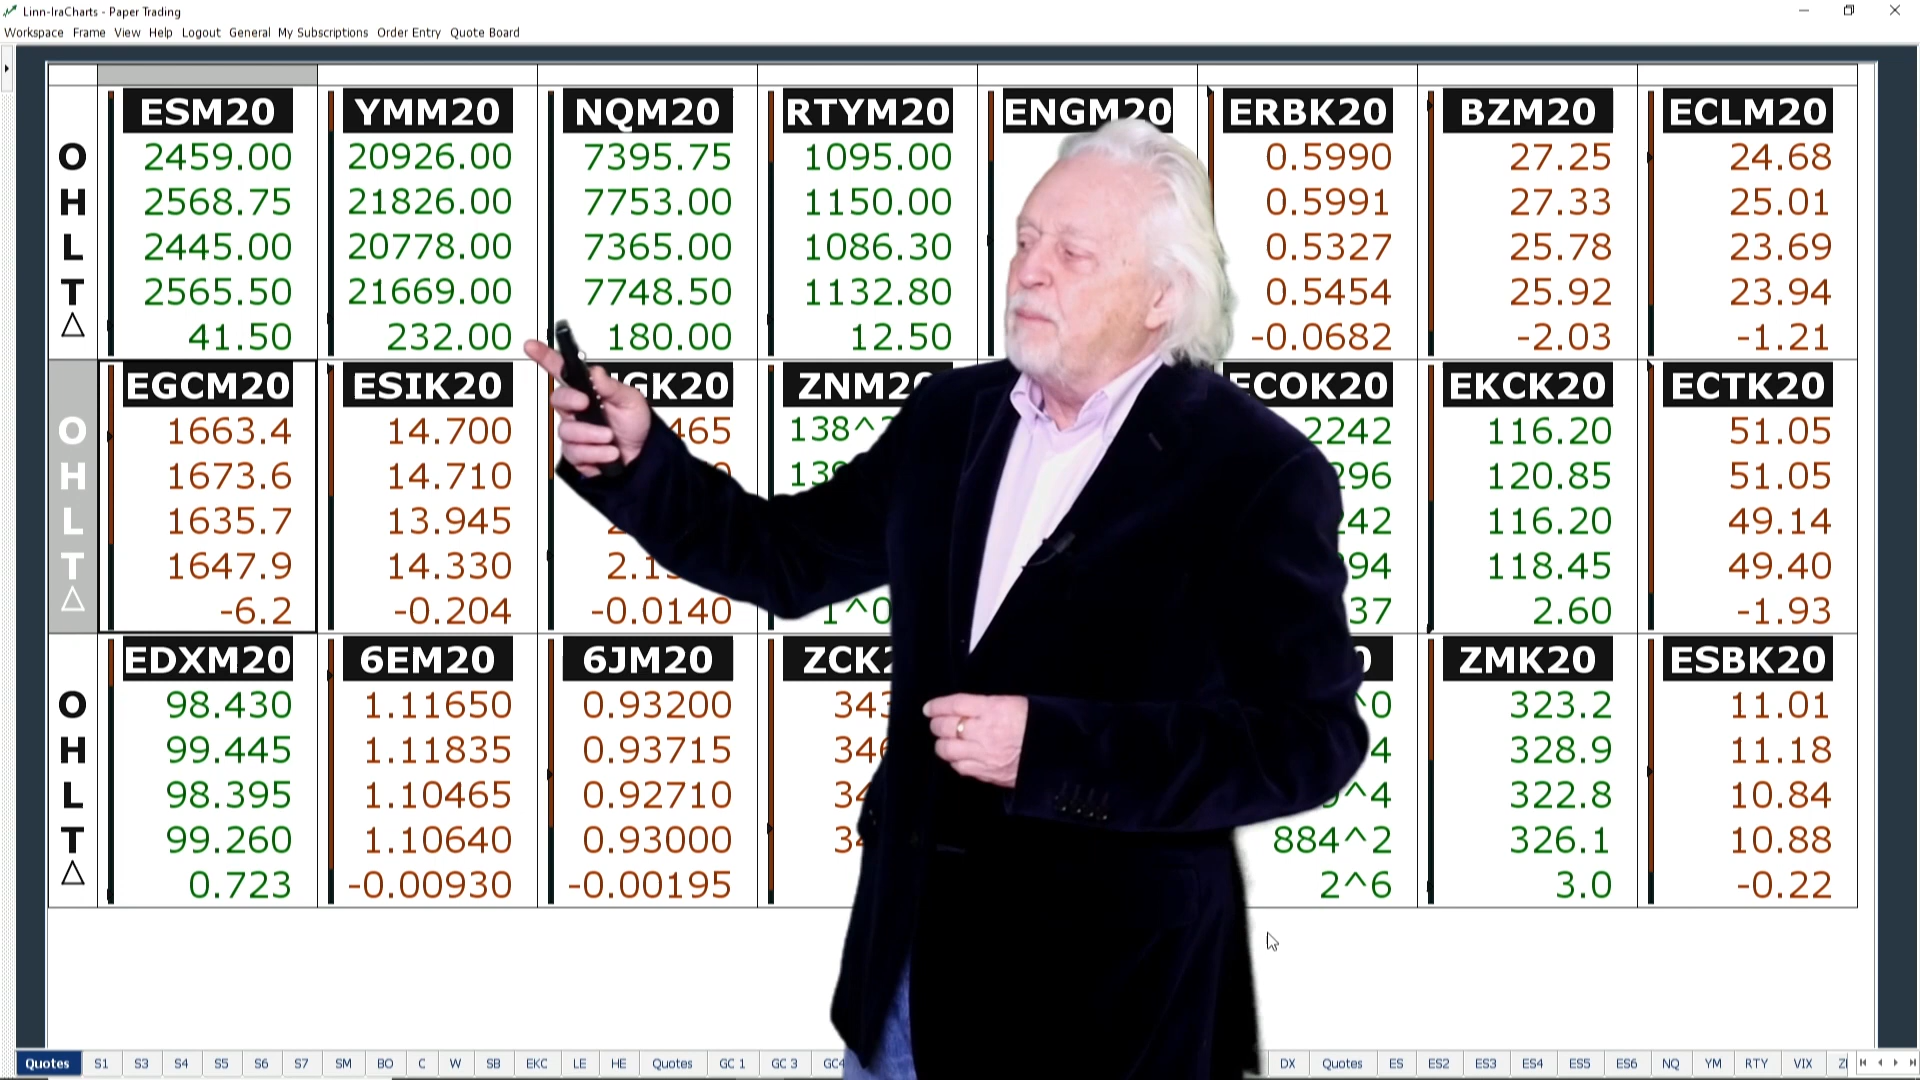 Linn-IraCharts - Paper Trading
Workspace Frame View Help Logout General My Subscriptions Order Entry Quote Board
ESM20 YMM20 NQM20 RTYM20 ENGM20 ERBK20 BZM20 ECLM20
O 2459.00 20926.00 7395.75 1095.00 0.5990 27.25 24.68
H 2568.75 21826.00 7753.00 1150.00 0.5991 27.33 25.01
L 2445.00 20778.00 7365.00 1086.30 0.5327 25.78 23.69
T 2565.50 21669.00 7748.50 1132.80 0.5454 25.92 23.94
△ 41.50 232.00 180.00 12.50 -0.0682 -2.03 -1.21
EGCM20 ESIK20 ECOK20 EKCK20 ECTK20
O 1663.4 14.700 2242 116.20 51.05
H 1673.6 14.710 120.85 51.05
L 1635.7 13.945 116.20 49.14
T 1647.9 14.330 118.45 49.40
△ -6.2 -0.204 -0.0140 2.60 -1.93
EDXM20 6EM20 6JM20 ZMK20 ESBK20
O 98.430 1.11650 0.93200 323.2 11.01
H 99.445 1.11835 0.93715 328.9 11.18
L 98.395 1.10465 0.92710 322.8 10.84
T 99.260 1.10640 0.93000 884^2 326.1 10.88
△ 0.723 -0.00930 -0.00195 2^6 3.0 -0.22
Quotes S1 S3 S4 S5 S6 S7 SM BO C W SB EKC LE HE Quotes GC 1 GC 3 GC4 DX Quotes ES ES2 ES3 ES4 ES5 ES6 NQ YM RTY VIX